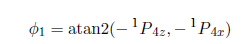 ϕ₁ = atan2(− ¹P₄z, − ¹P₄ₓ)